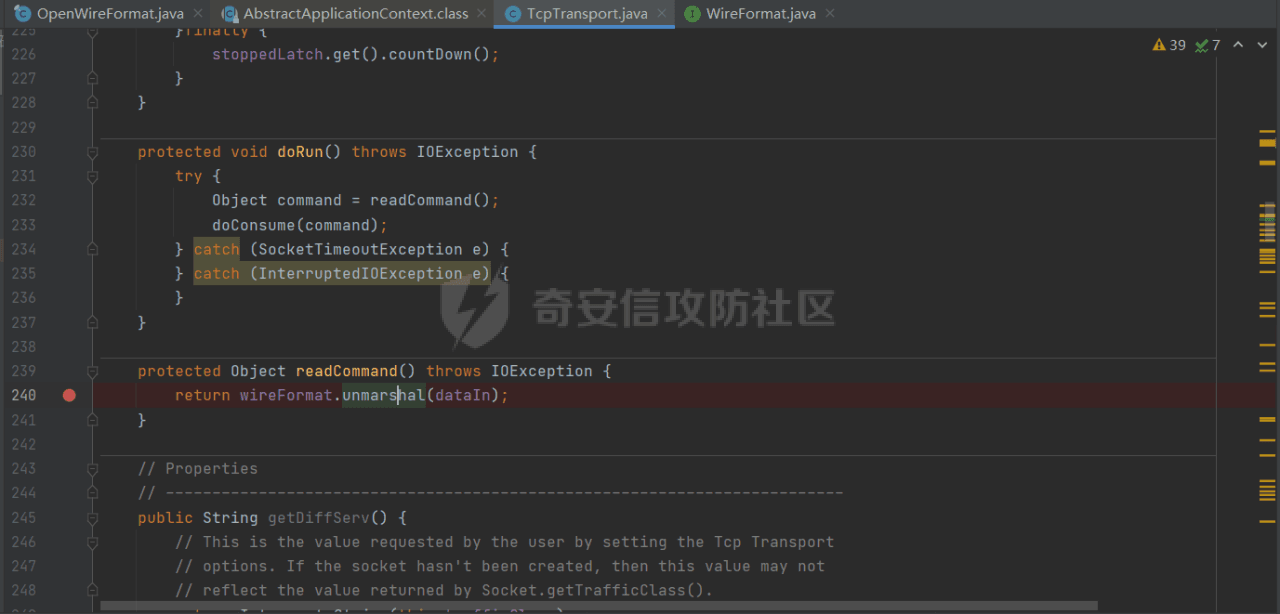 OpenWireFormat.java × AbstractApplicationContext.class × TcpTransport.java × WireFormat.java ×
39 7
225 }finally {
226 stoppedLatch.get().countDown();
227 }
228 }
229
230 protected void doRun() throws IOException {
231 try {
232 Object command = readCommand();
233 doConsume(command);
234 } catch (SocketTimeoutException e) {
235 } catch (InterruptedIOException e) {
236 }
237 }
238
239 protected Object readCommand() throws IOException {
240 return wireFormat.unmarshal(dataIn);
241 }
242
243 // Properties
244 // -------------------------------------------------------------------------
245 public String getDiffServ() {
246 // This is the value requested by the user by setting the Tcp Transport
247 // options. If the socket hasn't been created, then this value may not
248 // reflect the value returned by Socket.getTrafficClass().
奇安信攻防社区